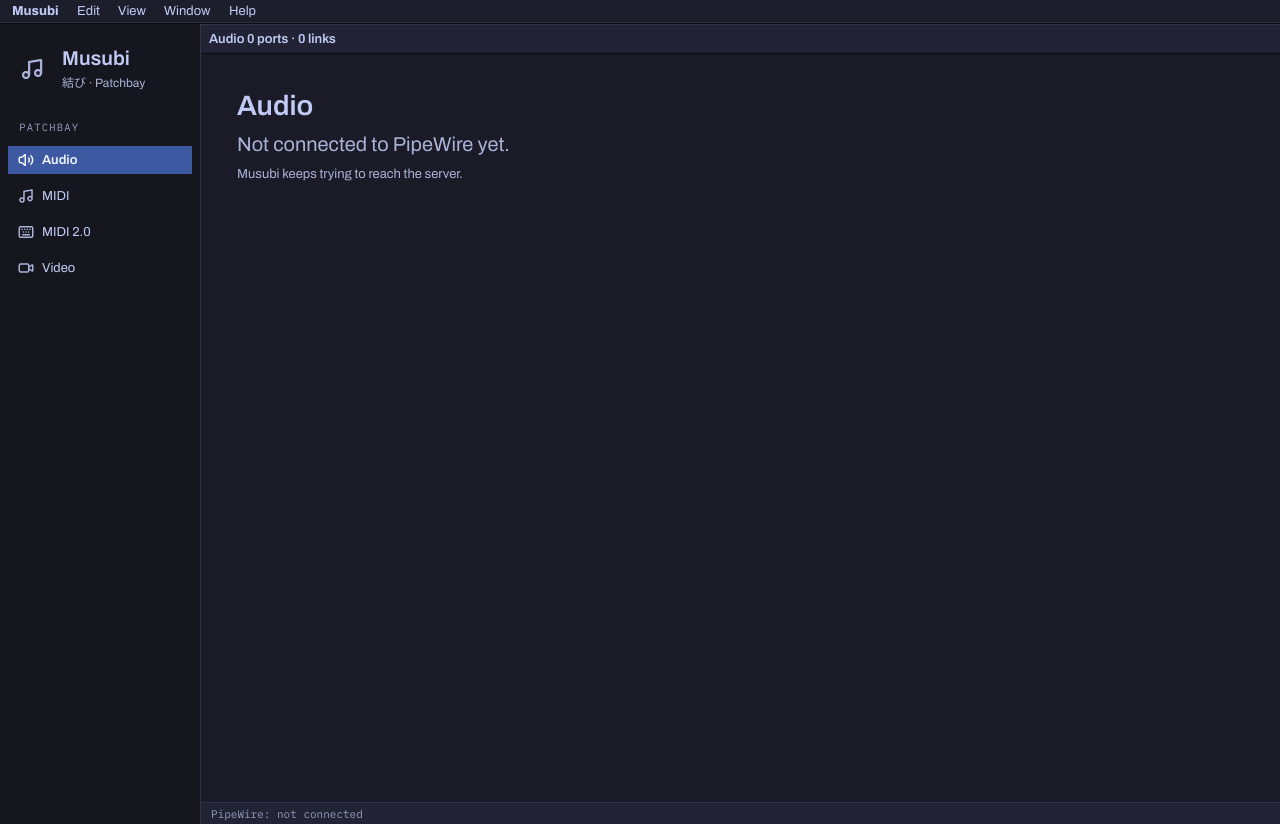 Musubi Edit View Window Help
Musubi
結び · Patchbay
PATCHBAY
Audio
MIDI
MIDI 2.0
Video
Audio 0 ports · 0 links
Audio
Not connected to PipeWire yet.
Musubi keeps trying to reach the server.
PipeWire: not connected